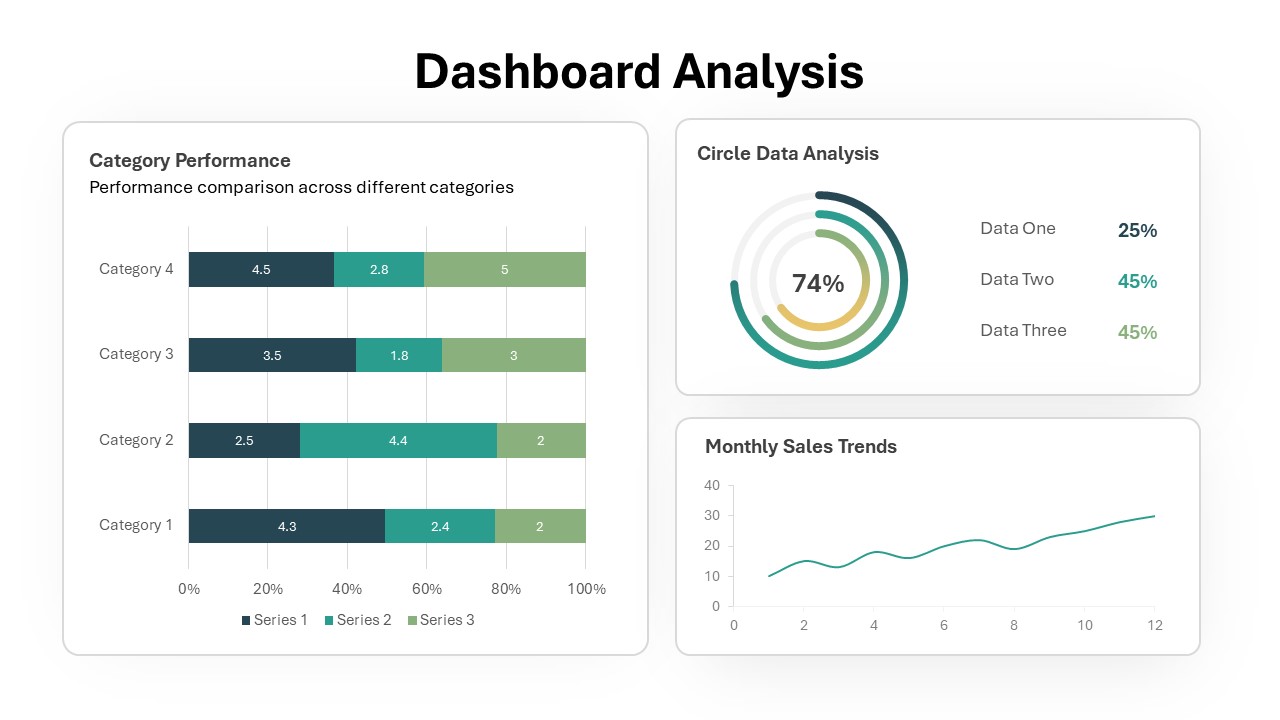 Dashboard Analysis
Category Performance
Performance comparison across different categories
Category 4 4.5 2.8 5
Category 3 3.5 1.8 3
Category 2 2.5 4.4 2
Category 1 4.3 2.4 2
0% 20% 40% 60% 80% 100%
Series 1 Series 2 Series 3
Circle Data Analysis
74%
Data One 25%
Data Two 45%
Data Three 45%
Monthly Sales Trends
40
30
20
10
0
0 2 4 6 8 10 12